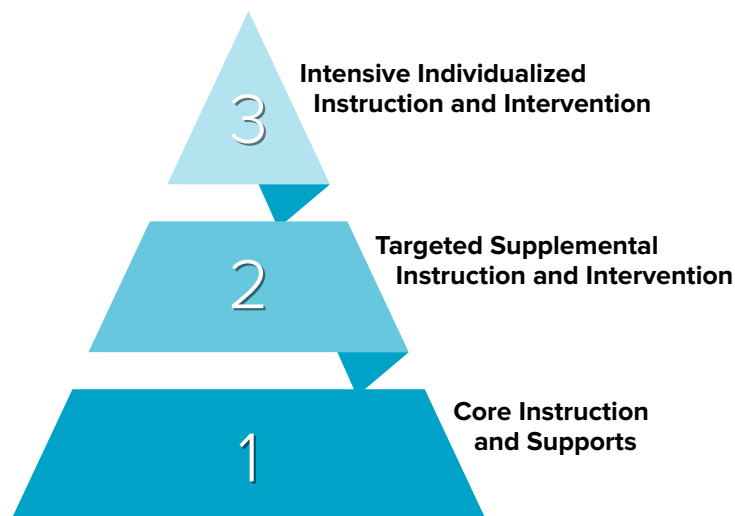 3
Intensive Individualized
Instruction and Intervention
2
Targeted Supplemental
Instruction and Intervention
1
Core Instruction
and Supports